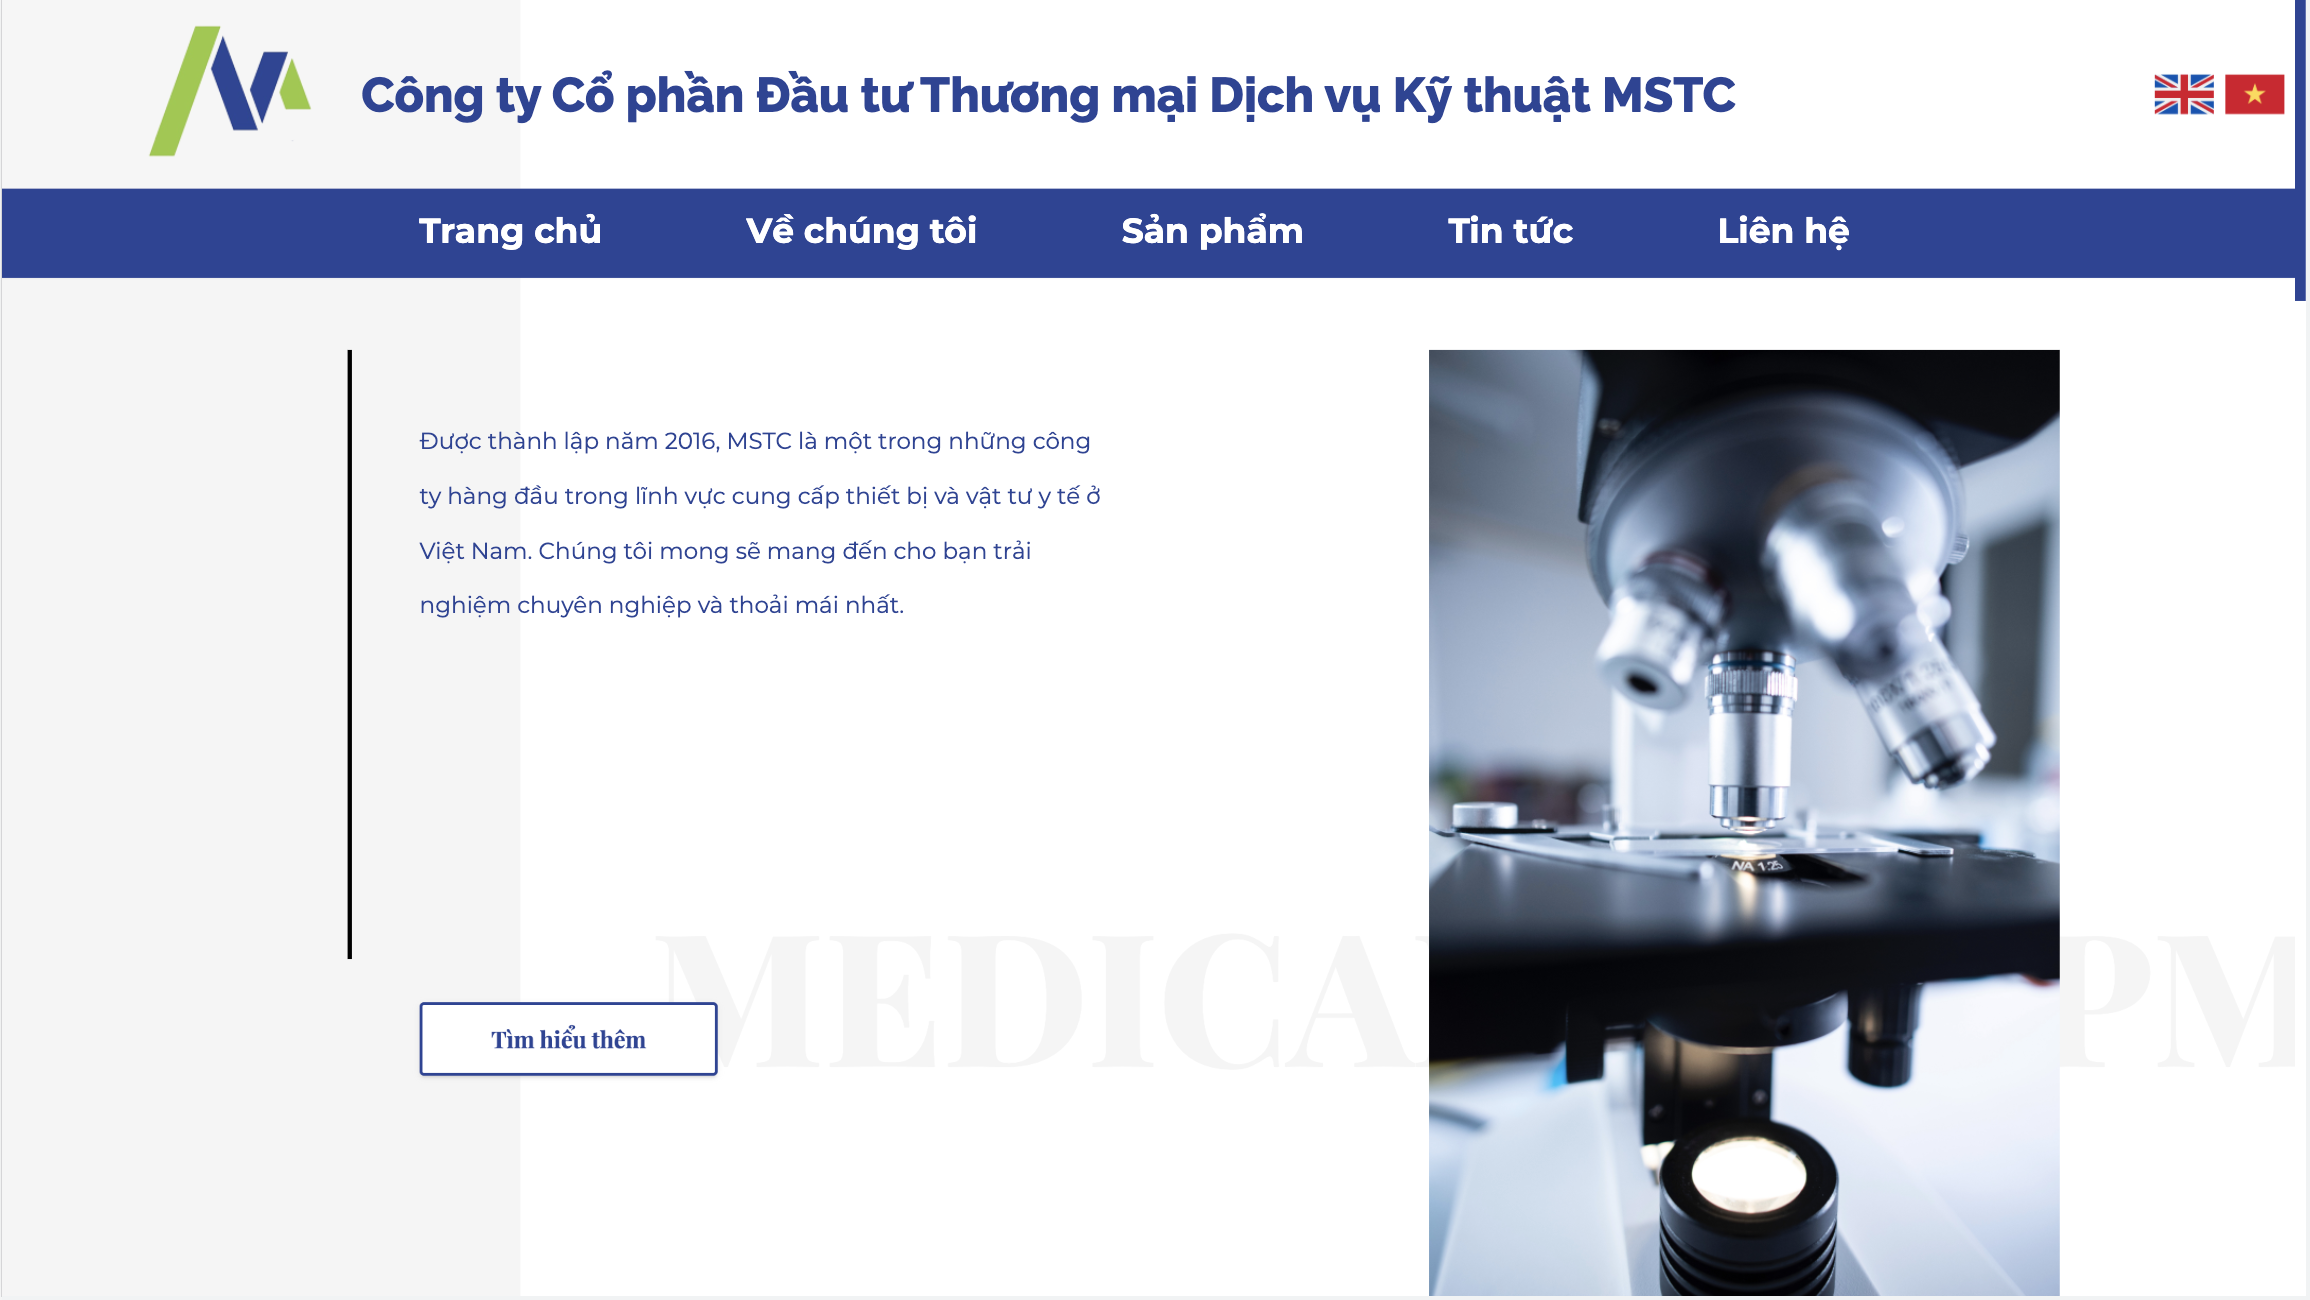 Công ty Cổ phần Đầu tư Thương mại Dịch vụ Kỹ thuật MSTC
Trang chủ Về chúng tôi Sản phẩm Tin tức Liên hệ
Được thành lập năm 2016, MSTC là một trong những công
ty hàng đầu trong lĩnh vực cung cấp thiết bị và vật tư y tế ở
Việt Nam. Chúng tôi mong sẽ mang đến cho bạn trải
nghiệm chuyên nghiệp và thoải mái nhất.
NA 1.25
MEDICA PM
Tìm hiểu thêm